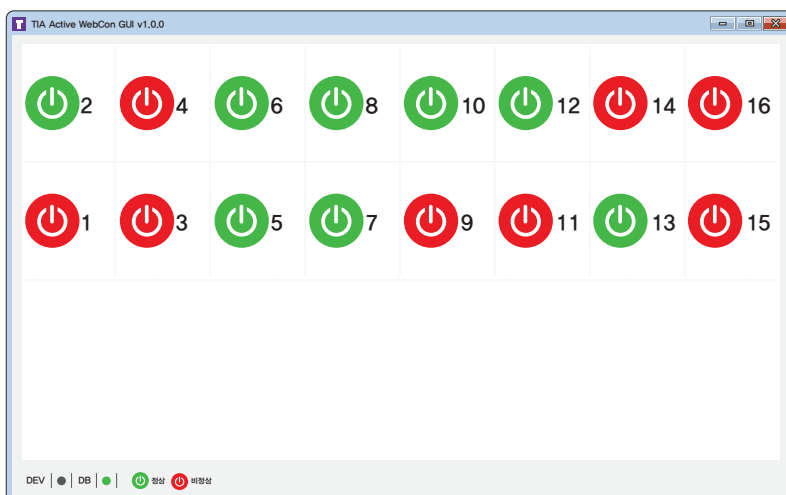 TIA Active WebCon GUI v1.0.0
2 4 6 8 10 12 14 16
1 3 5 7 9 11 13 15
DEV DB 정상 비정상